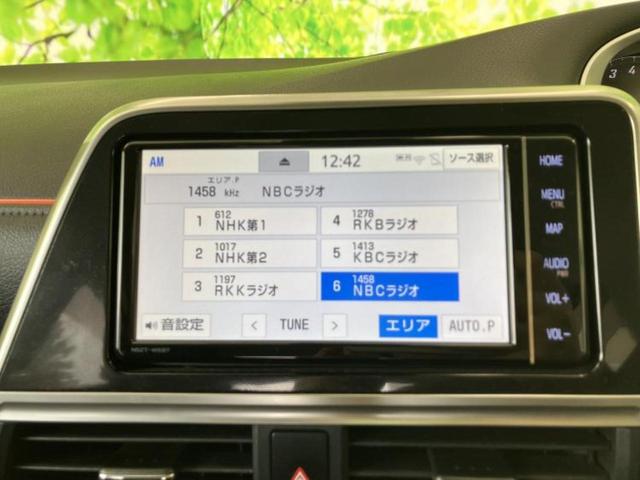 AM
12:42
ソース選択
エリア.P
1458 kHz NBCラジオ
1 612 NHK第1
4 1278 RKBラジオ
2 1017 NHK第2
5 1413 KBCラジオ
3 1197 RKKラジオ
6 1458 NBCラジオ
音設定
< TUNE >
エリア
AUTO.P
HOME
MENU
CTRL
MAP
AUDIO
PWR
VOL+
VOL-
3 4